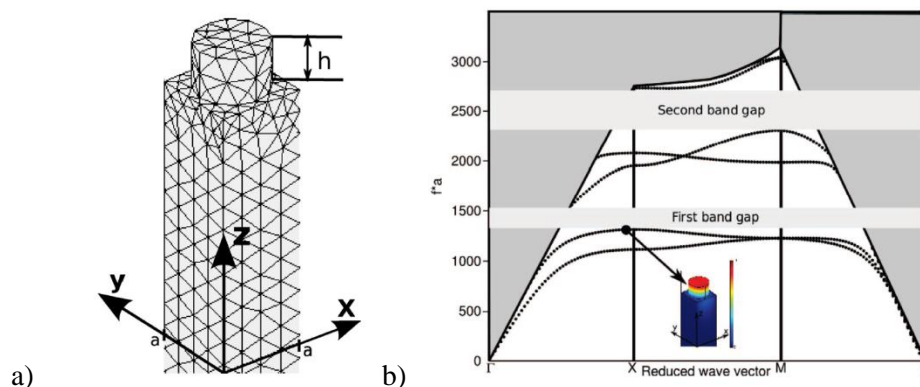 h
z
y
x
a
a
a)
b)
3000
2500
2000
1500
1000
500
0
f*a
Second band gap
First band gap
Γ
X
Reduced wave vector
M